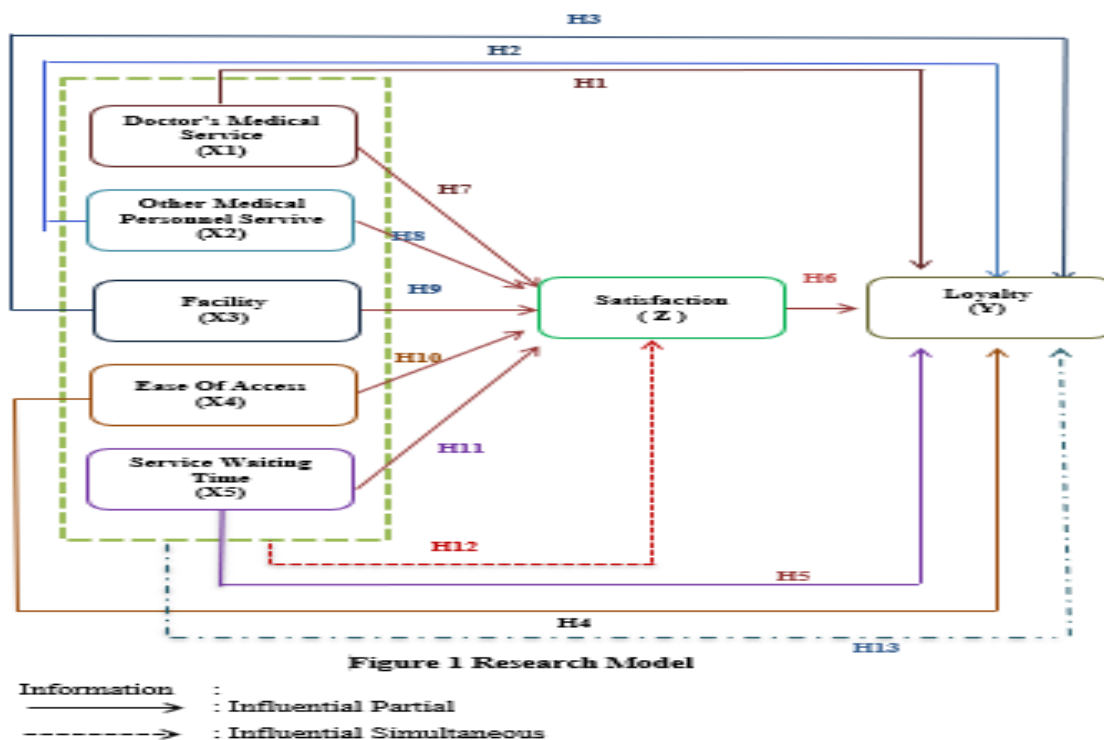 H3
H2
H1
Doctor's Medical
Service
(X1)
H7
Other Medical
Personnel Servive
(X2)
H8
H9
Facility
(X3)
Satisfaction
( Z )
H6
Loyalty
(Y)
H10
Ease Of Access
(X4)
H11
Service Waiting
Time
(X5)
H12
H5
H4
H13
Figure 1 Research Model
Information :
: Influential Partial
: Influential Simultaneous